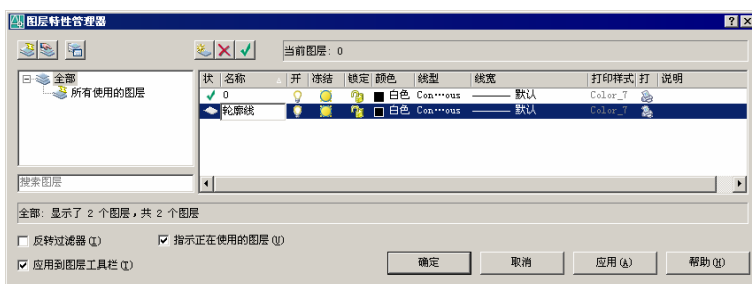 图层特性管理器
当前图层: 0
全部
所有使用的图层
搜索图层
状 名称 开 冻结 锁定 颜色 线型 线宽 打印样式 打 说明
0 白色 Con···ous 默认 Color_7
轮廓线 白色 Con···ous 默认 Color_7
全部: 显示了 2 个图层,共 2 个图层
反转过滤器(I) 指示正在使用的图层(U)
应用到图层工具栏(T)
确定 取消 应用(A) 帮助(H)